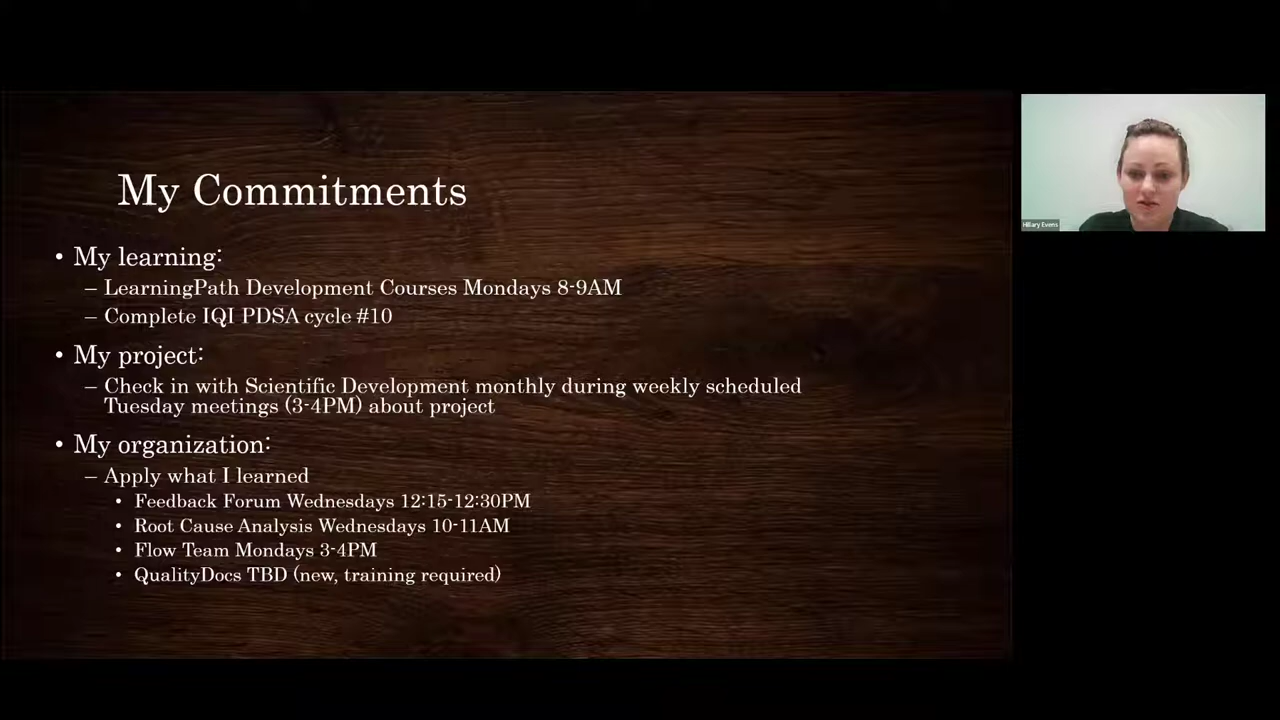 My Commitments
• My learning:
– LearningPath Development Courses Mondays 8-9AM
– Complete IQI PDSA cycle #10
• My project:
– Check in with Scientific Development monthly during weekly scheduled
Tuesday meetings (3-4PM) about project
• My organization:
– Apply what I learned
• Feedback Forum Wednesdays 12:15-12:30PM
• Root Cause Analysis Wednesdays 10-11AM
• Flow Team Mondays 3-4PM
• QualityDocs TBD (new, training required)
Hillary Evens